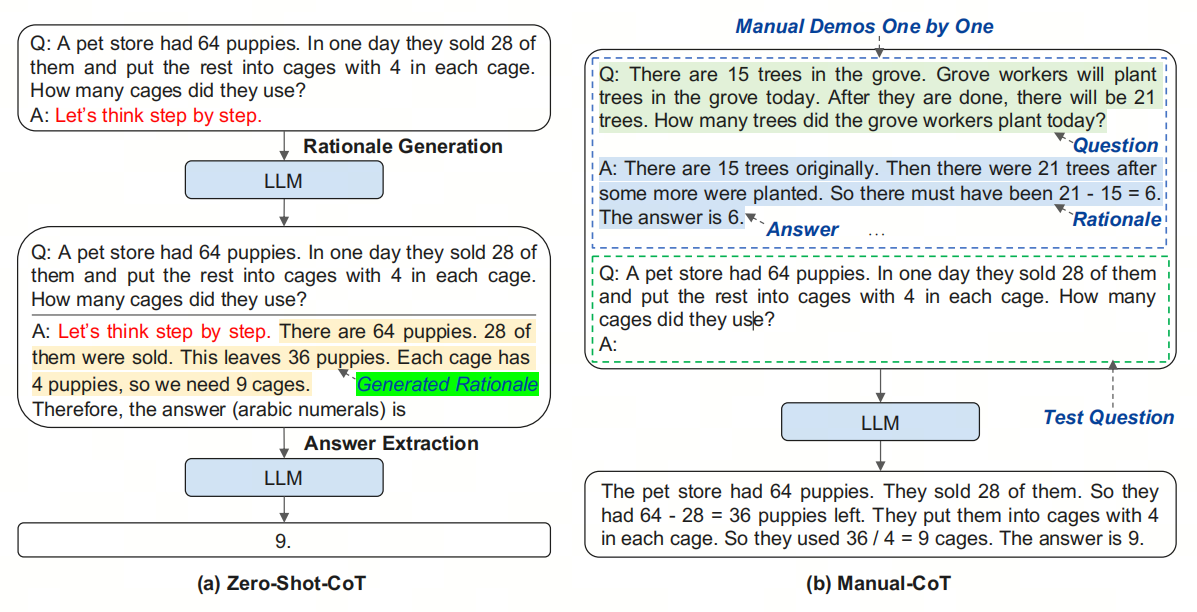 Q: A pet store had 64 puppies. In one day they sold 28 of
them and put the rest into cages with 4 in each cage.
How many cages did they use?
A: Let's think step by step.
Rationale Generation
LLM
Q: A pet store had 64 puppies. In one day they sold 28 of
them and put the rest into cages with 4 in each cage.
How many cages did they use?
A: Let's think step by step. There are 64 puppies. 28 of
them were sold. This leaves 36 puppies. Each cage has
4 puppies, so we need 9 cages.
Generated Rationale
Therefore, the answer (arabic numerals) is
Answer Extraction
LLM
9.
(a) Zero-Shot-CoT
Manual Demos One by One
Q: There are 15 trees in the grove. Grove workers will plant
trees in the grove today. After they are done, there will be 21
trees. How many trees did the grove workers plant today?
Question
A: There are 15 trees originally. Then there were 21 trees after
some more were planted. So there must have been 21 - 15 = 6.
The answer is 6.
Answer
...
Rationale
Q: A pet store had 64 puppies. In one day they sold 28 of them
and put the rest into cages with 4 in each cage. How many
cages did they use?
A:
Test Question
LLM
The pet store had 64 puppies. They sold 28 of them. So they
had 64 - 28 = 36 puppies left. They put them into cages with 4
in each cage. So they used 36 / 4 = 9 cages. The answer is 9.
(b) Manual-CoT